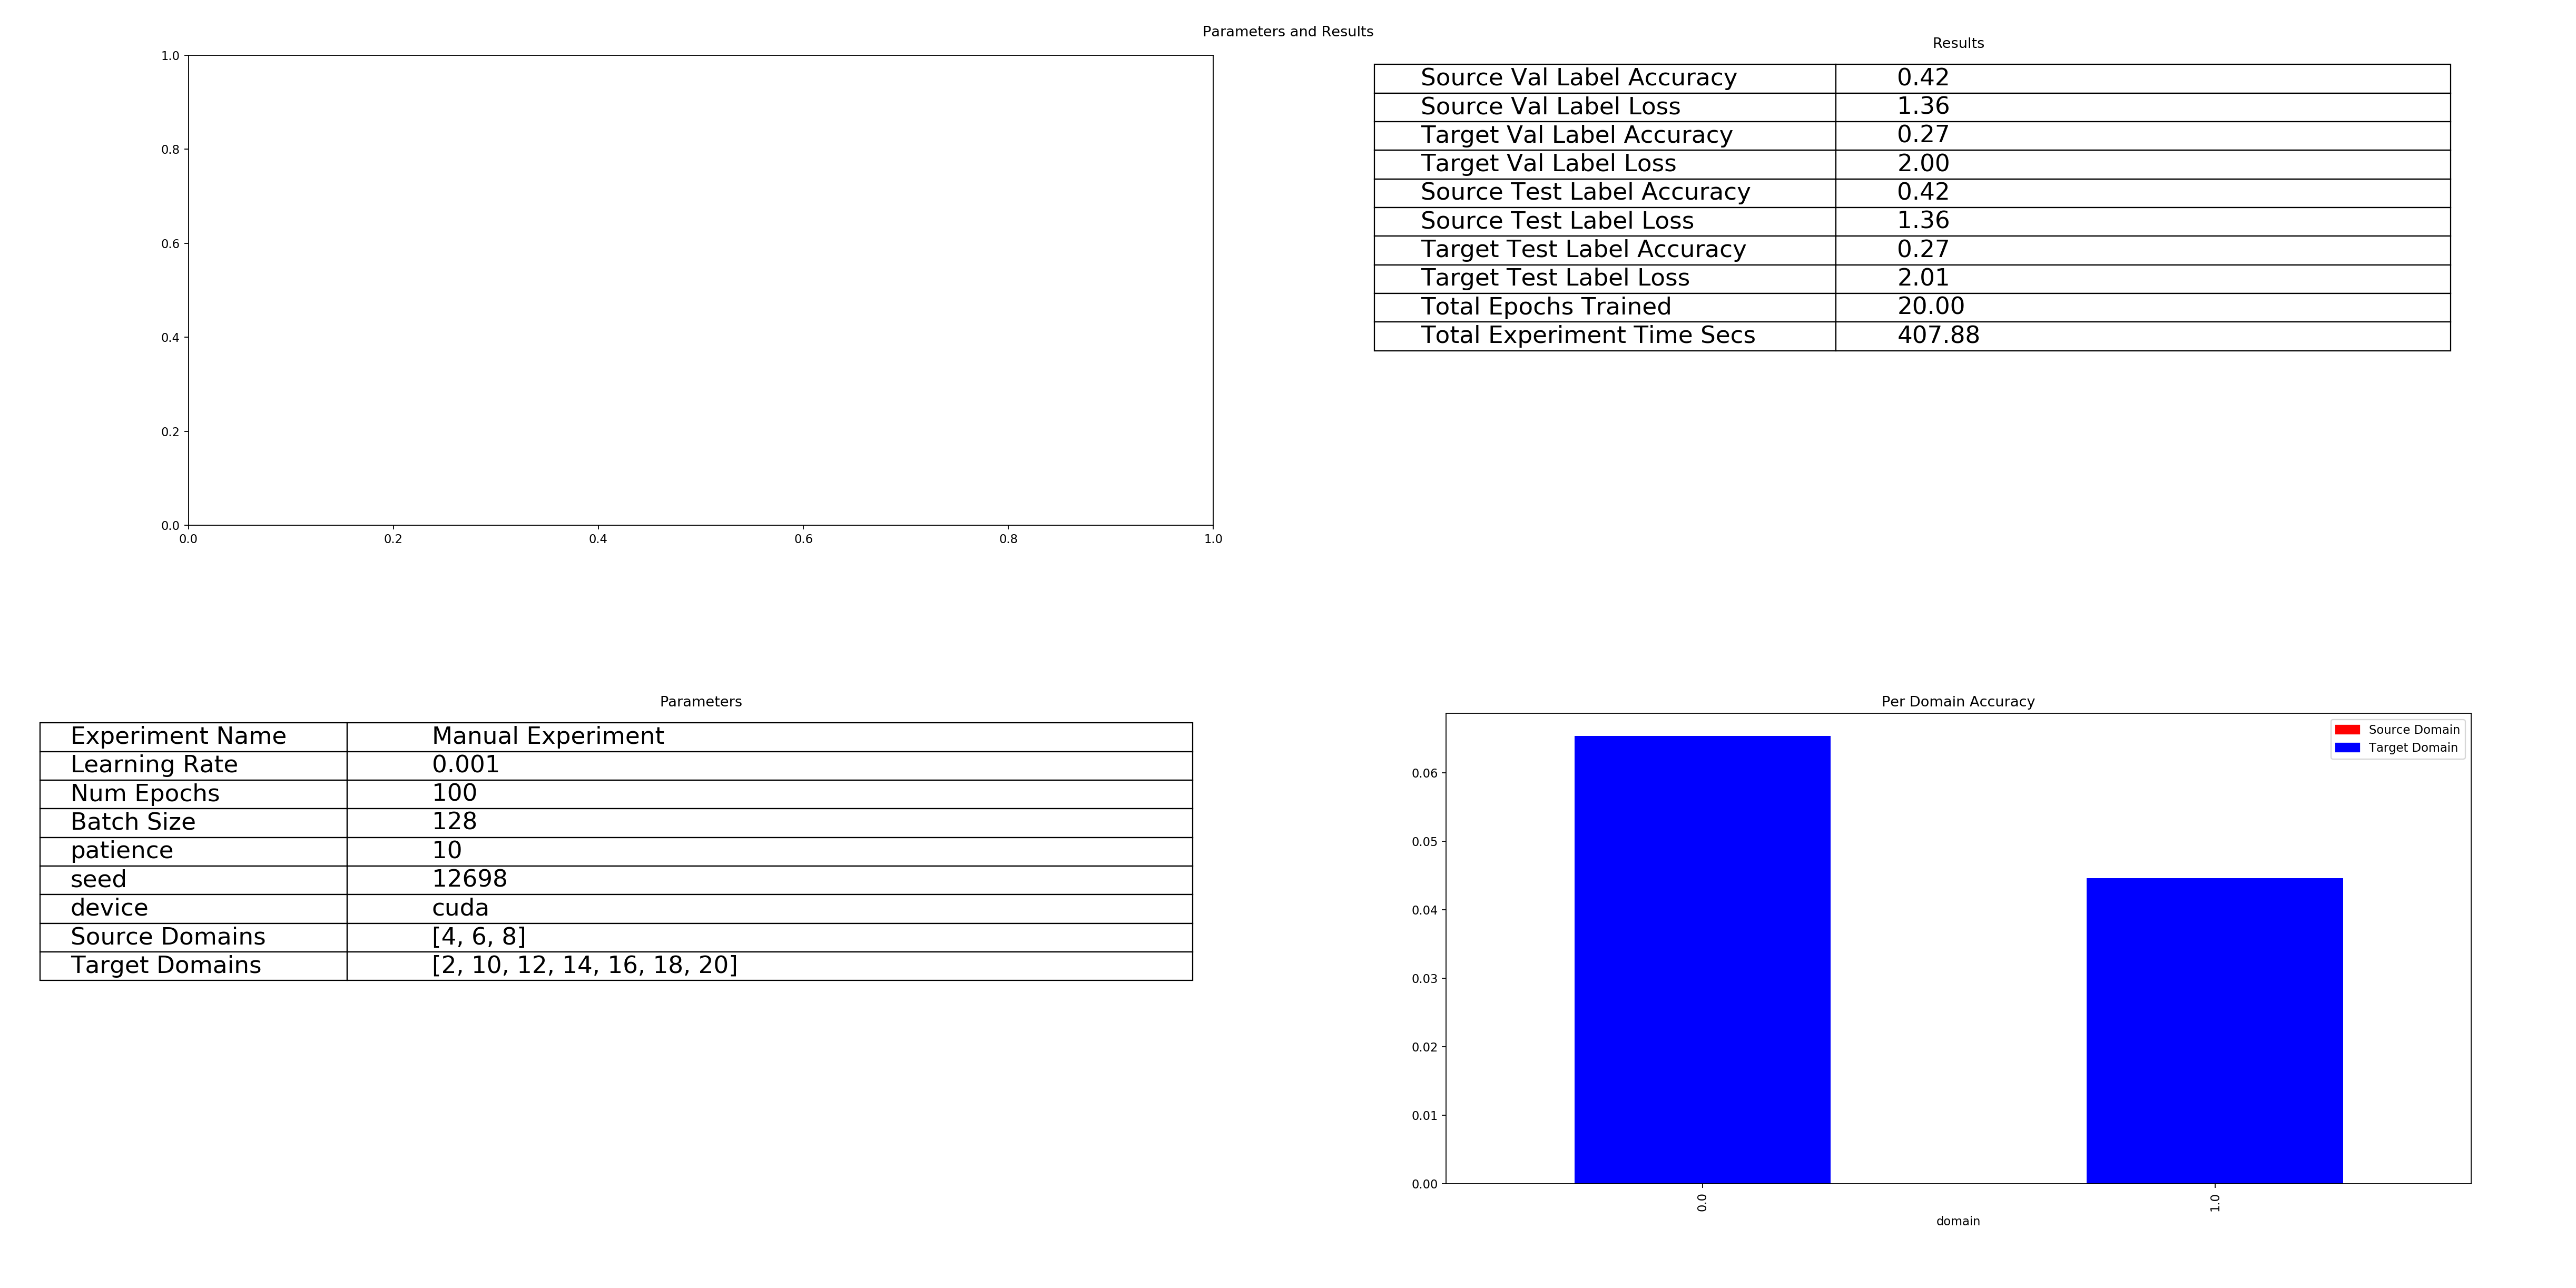 Parameters and Results
1.0
0.8
0.6
0.4
0.2
0.0
0.0 0.2 0.4 0.6 0.8 1.0
Results
Source Val Label Accuracy 0.42
Source Val Label Loss 1.36
Target Val Label Accuracy 0.27
Target Val Label Loss 2.00
Source Test Label Accuracy 0.42
Source Test Label Loss 1.36
Target Test Label Accuracy 0.27
Target Test Label Loss 2.01
Total Epochs Trained 20.00
Total Experiment Time Secs 407.88
Parameters
Experiment Name Manual Experiment
Learning Rate 0.001
Num Epochs 100
Batch Size 128
patience 10
seed 12698
device cuda
Source Domains [4, 6, 8]
Target Domains [2, 10, 12, 14, 16, 18, 20]
Per Domain Accuracy
Source Domain
Target Domain
0.06
0.05
0.04
0.03
0.02
0.01
0.00
0.0 1.0
domain